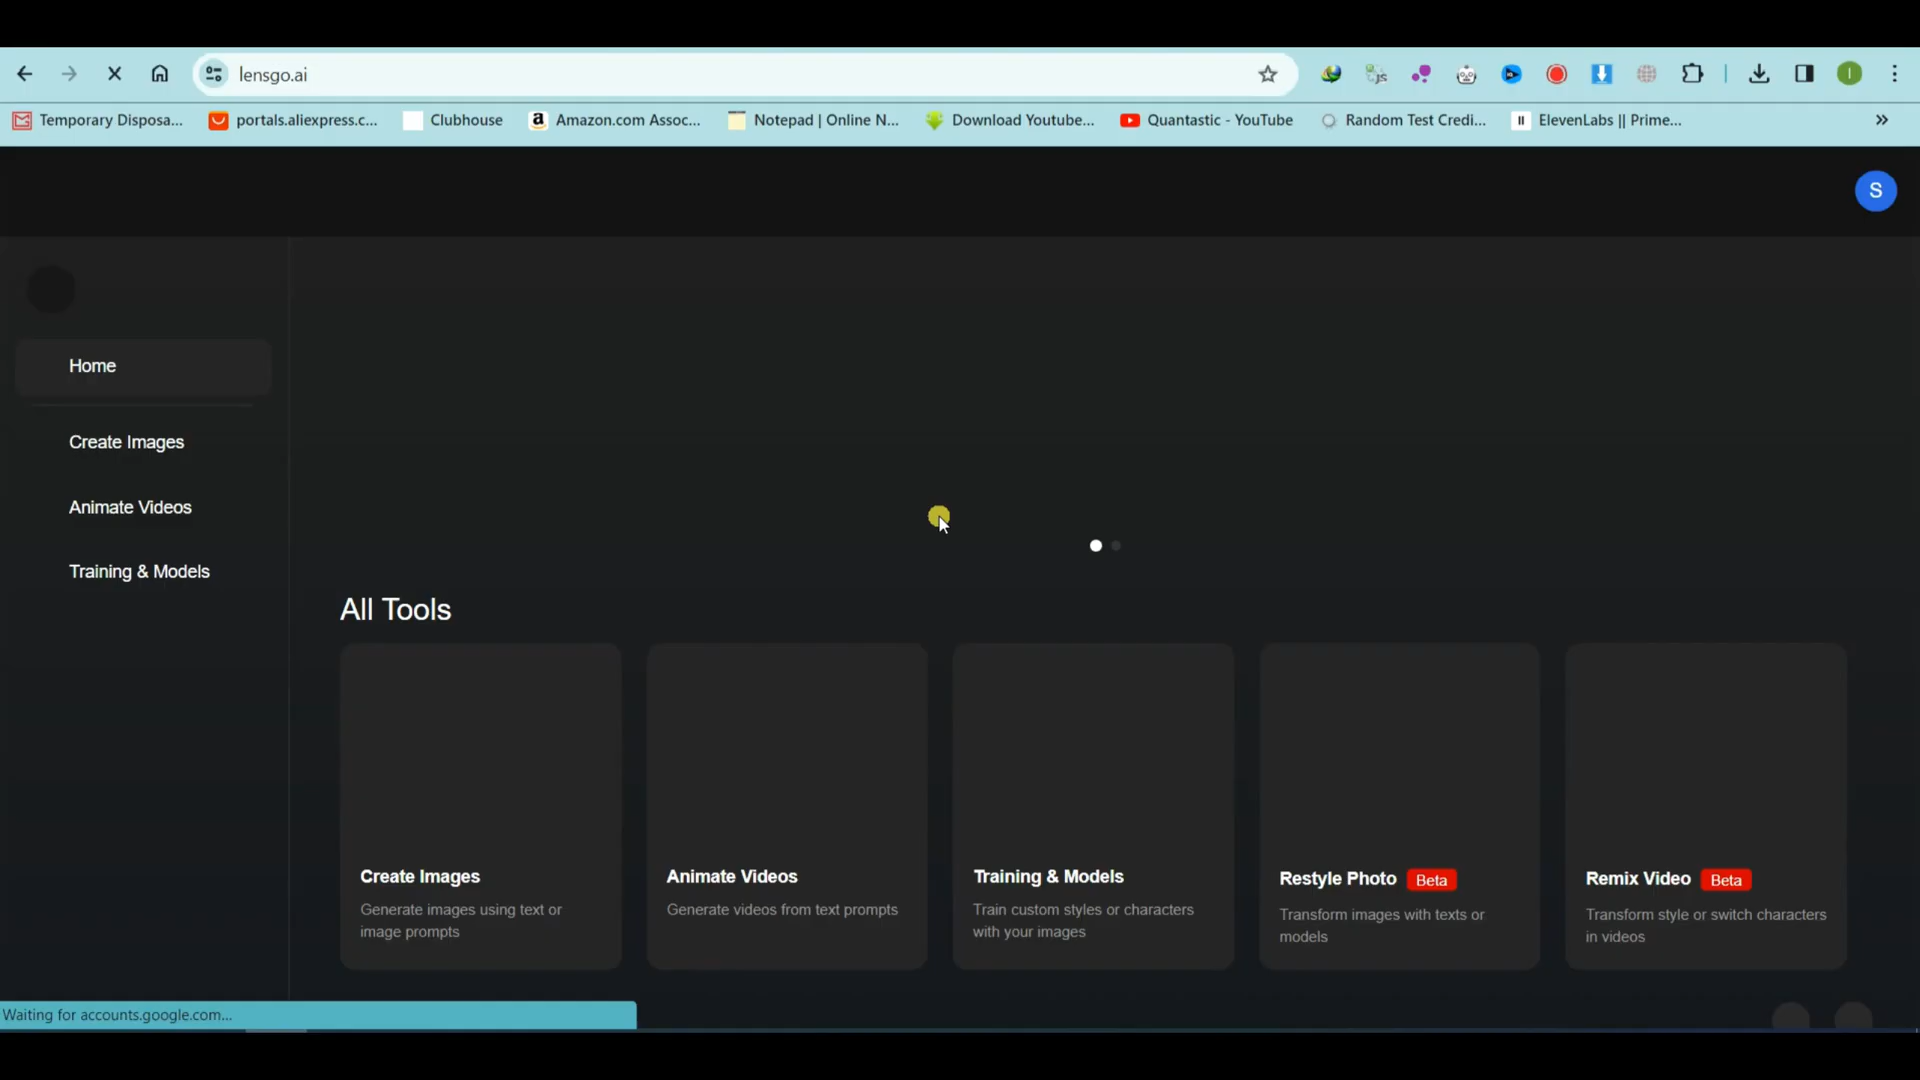 lensgo.ai
Temporary Disposa...
portals.aliexpress.c...
Clubhouse
a Amazon.com Assoc...
Notepad | Online N...
Download Youtube...
Quantastic - YouTube
Random Test Credi...
ElevenLabs || Prime...
JS
I
S
Home
Create Images
Animate Videos
Training & Models
All Tools
Create Images
Generate images using text or
image prompts
Animate Videos
Generate videos from text prompts
Training & Models
Train custom styles or characters
with your images
Restyle Photo Beta
Transform images with texts or
models
Remix Video Beta
Transform style or switch characters
in videos
Waiting for accounts.google.com...